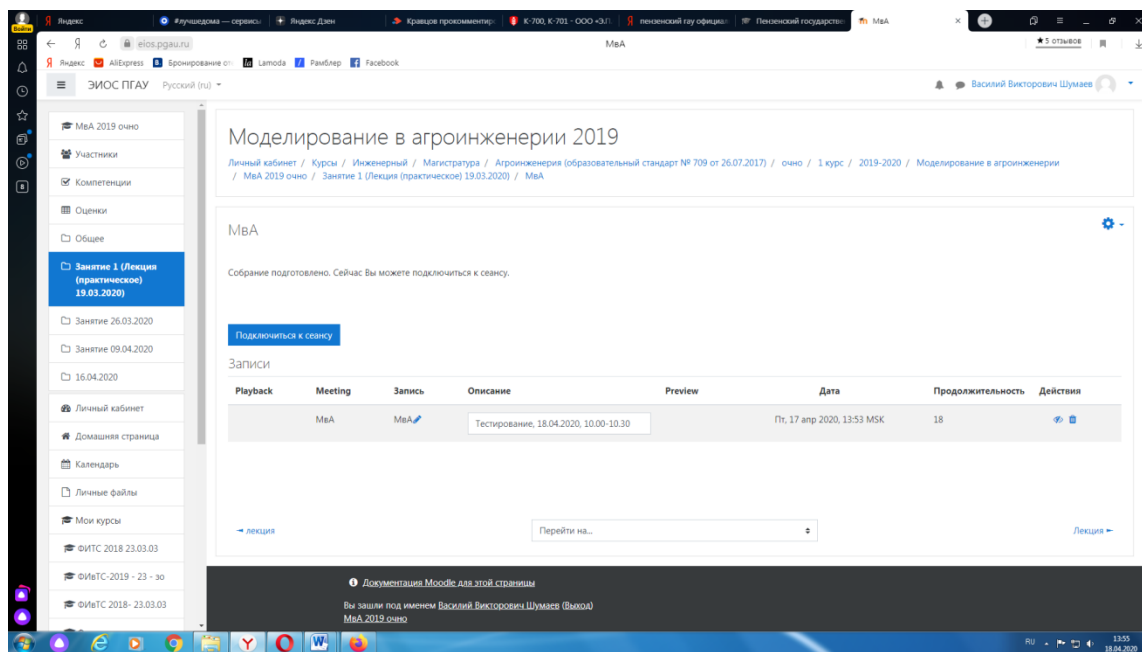 Войти
Яндекс
#лучшедома — сервисы
Яндекс Дзен
Кравцов прокомментиро
К-700, К-701 - ООО «ЭЛ
пензенский гау официал
Пензенский государстве
МвА
eios.pgau.ru
МвА
★5 отзывов
Яндекс
AliExpress
Бронирование оте
Lamoda
Рамблер
Facebook
ЭИОС ПГАУ
Русский (ru)
Василий Викторович Шумаев
МвА 2019 очно
Участники
Компетенции
Оценки
Общее
Занятие 1 (Лекция
(практическое)
19.03.2020)
Занятие 26.03.2020
Занятие 09.04.2020
16.04.2020
Личный кабинет
Домашняя страница
Календарь
Личные файлы
Мои курсы
ФИТС 2018 23.03.03
ФИвТС-2019 - 23 - зо
ФИвТС 2018- 23.03.03
Моделирование в агроинженерии 2019
Личный кабинет / Курсы / Инженерный / Магистратура / Агроинженерия (образовательный стандарт № 709 от 26.07.2017) / очно / 1 курс / 2019-2020 / Моделирование в агроинженерии
/ МвА 2019 очно / Занятие 1 (Лекция (практическое) 19.03.2020) / МвА
МвА
Собрание подготовлено. Сейчас Вы можете подключиться к сеансу.
Подключиться к сеансу
Записи
Playback Meeting Запись Описание Preview Дата Продолжительность Действия
МвА МвА Тестирование, 18.04.2020, 10.00-10.30 Пт, 17 апр 2020, 13:53 MSK 18
◄ лекция
Перейти на...
Лекция ►
Документация Moodle для этой страницы
Вы зашли под именем Василий Викторович Шумаев (Выход)
МвА 2019 очно
RU
13:55
18.04.2020